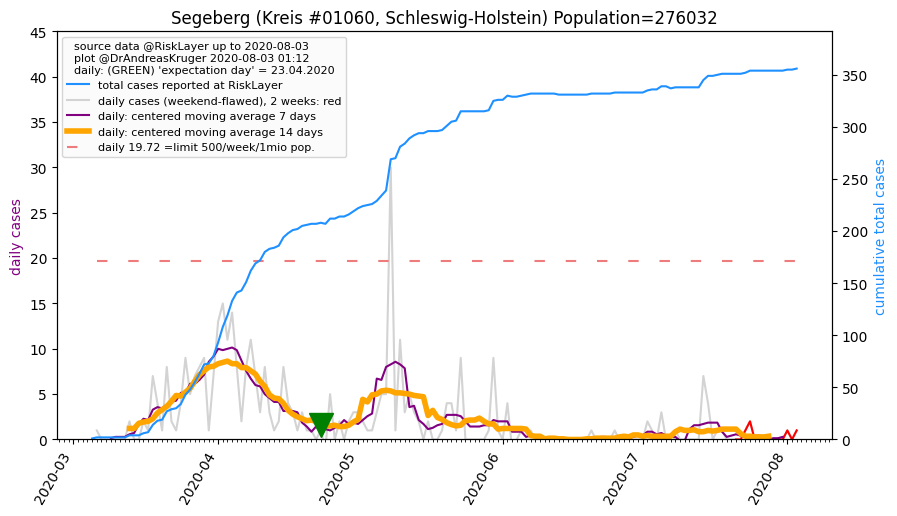 Segeberg (Kreis #01060, Schleswig-Holstein) Population=276032
source data @RiskLayer up to 2020-08-03
plot @DrAndreasKruger 2020-08-03 01:12
daily: (GREEN) 'expectation day' = 23.04.2020
total cases reported at RiskLayer
daily cases (weekend-flawed), 2 weeks: red
daily: centered moving average 7 days
daily: centered moving average 14 days
daily 19.72 =limit 500/week/1mio pop.
daily cases
45
40
35
30
25
20
15
10
5
0
350
300
250
200
150
100
50
0
cumulative total cases
2020-03
2020-04
2020-05
2020-06
2020-07
2020-08